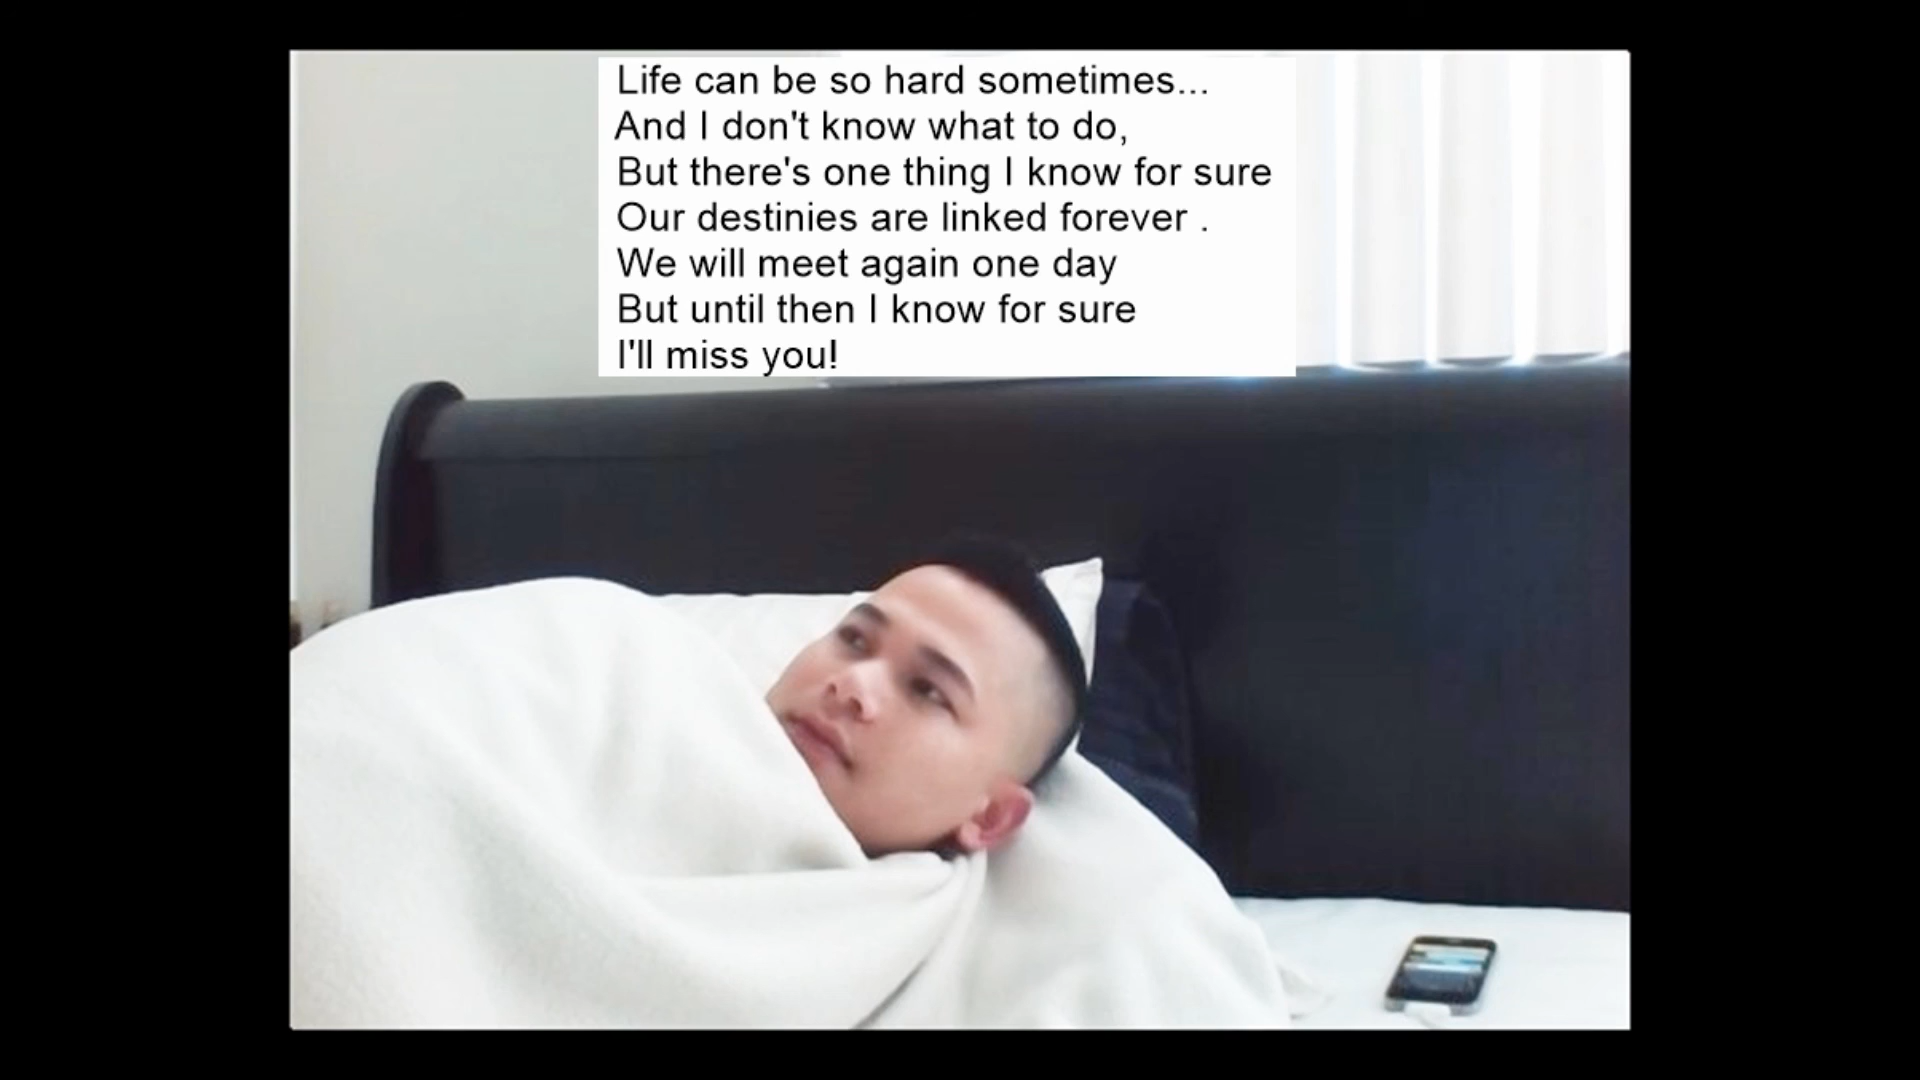 Life can be so hard sometimes...
And I don't know what to do,
But there's one thing I know for sure
Our destinies are linked forever .
We will meet again one day
But until then I know for sure
I'll miss you!